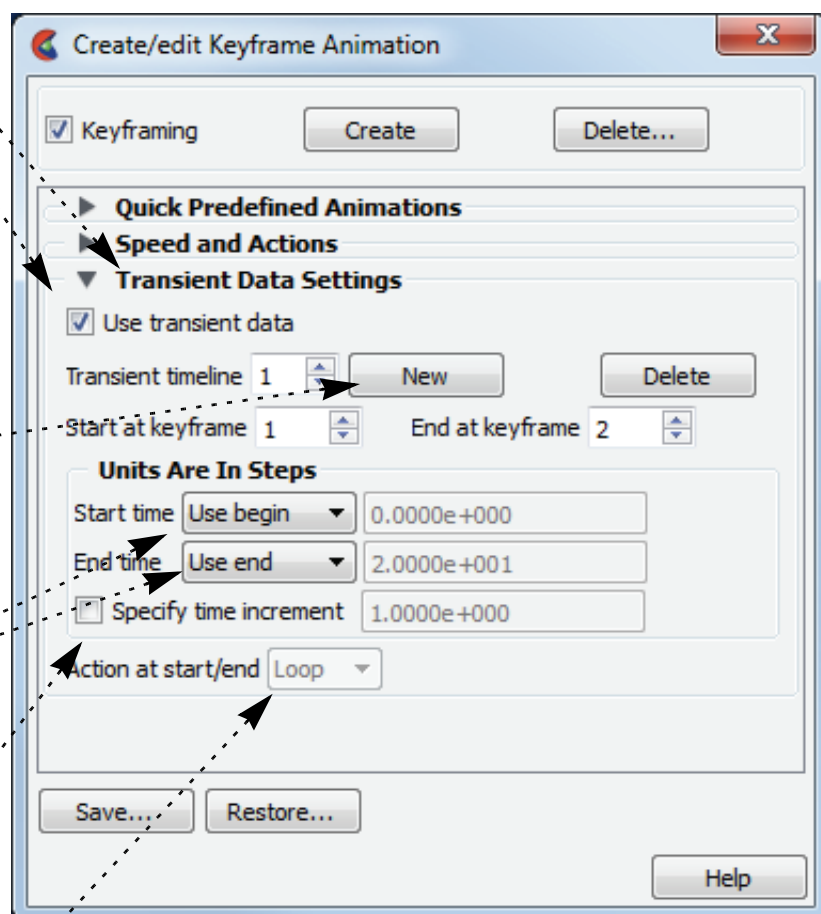 Create/edit Keyframe Animation
Keyframing Create Delete...
Quick Predefined Animations
Speed and Actions
Transient Data Settings
Use transient data
Transient timeline 1 New Delete
Start at keyframe 1 End at keyframe 2
Units Are In Steps
Start time Use begin 0.0000e+000
End time Use end 2.0000e+001
Specify time increment 1.0000e+000
Action at start/end Loop
Save... Restore...
Help